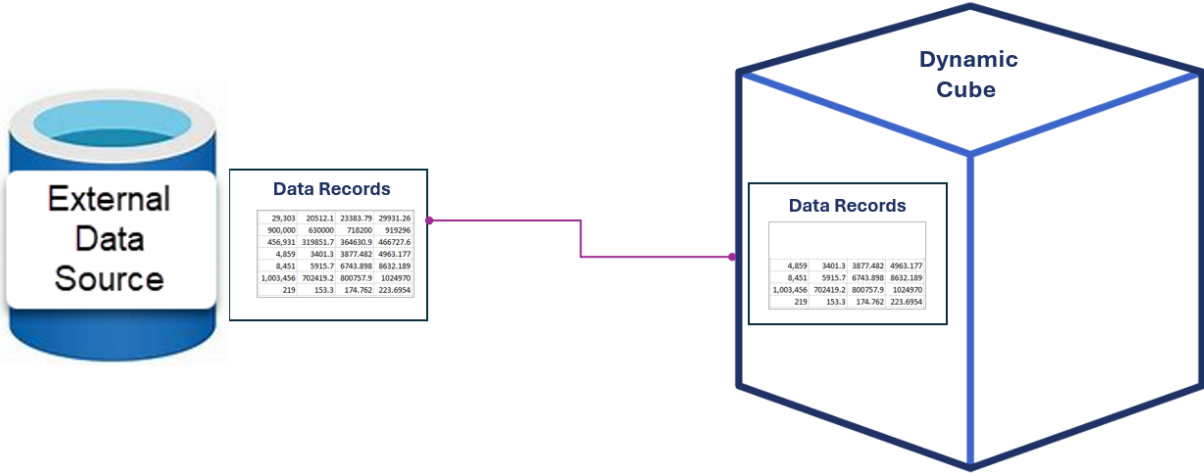 External
Data
Source
Data Records
29,303 20512.1 23383.79 29931.26
900,000 630000 718200 919296
456,931 319851.7 364630.9 466727.6
4,859 3401.3 3877.482 4963.177
8,451 5915.7 6743.898 8632.189
1,003,456 702419.2 800757.9 1024970
219 153.3 174.762 223.6954
Dynamic
Cube
Data Records
4,859 3401.3 3877.482 4963.177
8,451 5915.7 6743.898 8632.189
1,003,456 702419.2 800757.9 1024970
219 153.3 174.762 223.6954